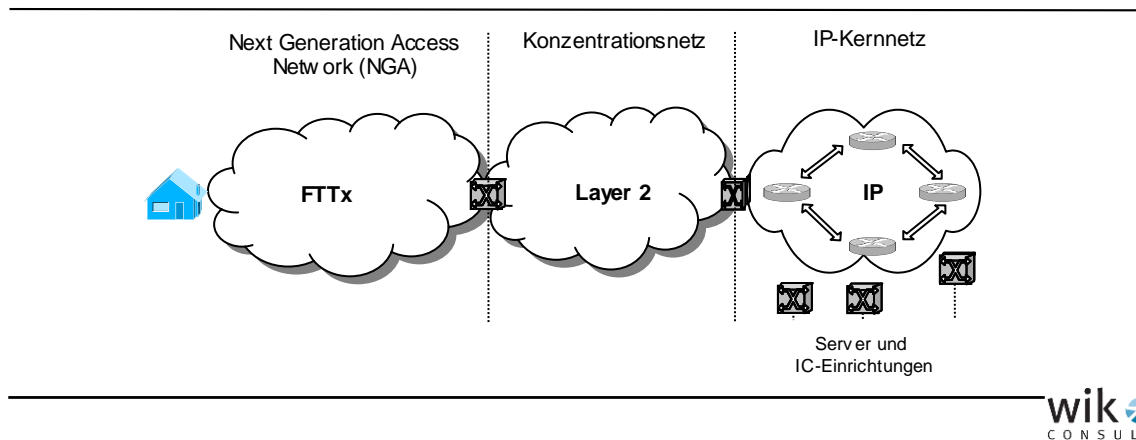 Next Generation Access
Network (NGA)
Konzentrationsnetz
IP-Kernnetz
FTTx
Layer 2
IP
Server und
IC-Einrichtungen
wik
CONSUL